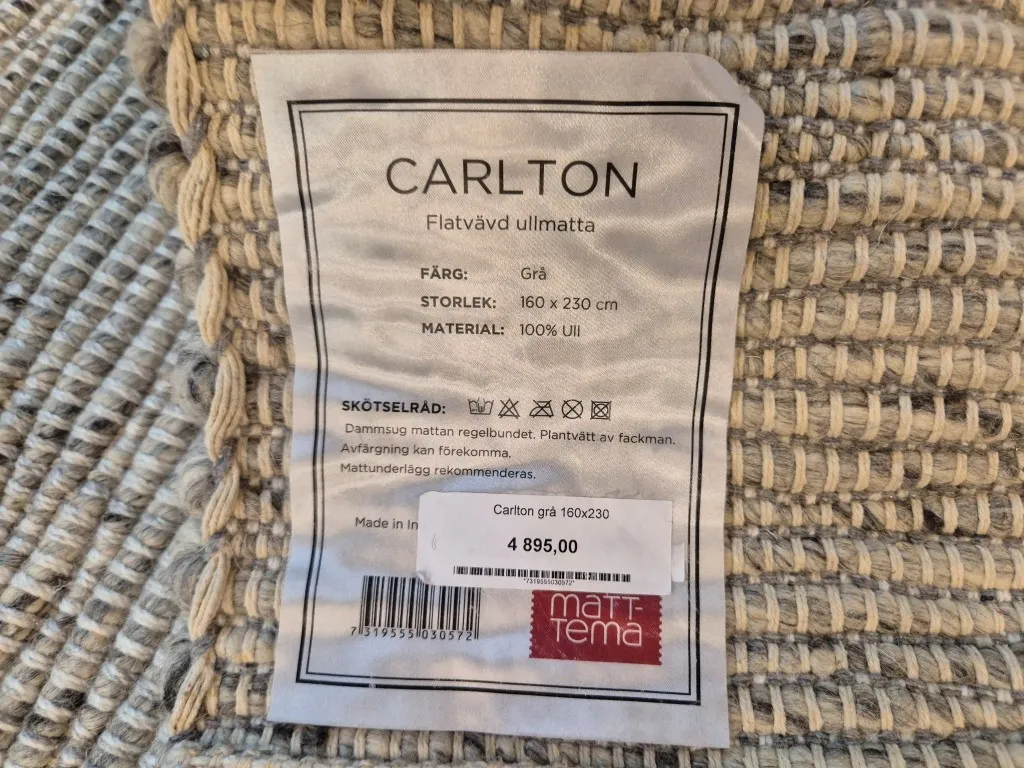 CARLTON
Flatvävd ullmatta
FÄRG: Grå
STORLEK: 160 x 230 cm
MATERIAL: 100% Ull
SKÖTSELRÅD:
Dammsug mattan regelbundet. Plantvätt av fackman.
Avfärgning kan förekomma.
Mattunderlägg rekommenderas.
Made in In
Carlton grå 160x230
4 895,00
*7319555030572*
7 319555 030572
MATT-
TEMA